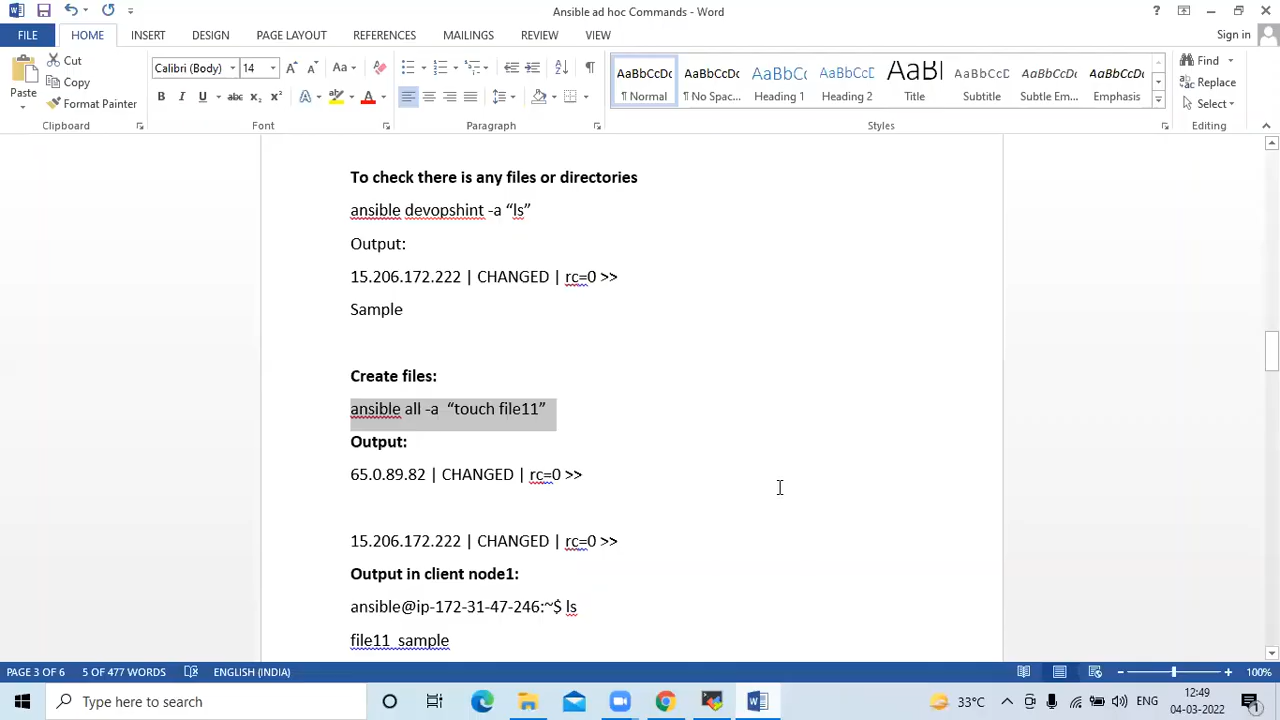 Ansible ad hoc Commands - Word
?
FILE HOME INSERT DESIGN PAGE LAYOUT REFERENCES MAILINGS REVIEW VIEW Sign in
Paste
Cut
Copy
Format Painter
Clipboard
Calibri (Body) 14
Font
Paragraph
AaBbCcDc AaBbCcDc AaBbCc AaBbCcD AaBl AaBbCcD AaBbCcDc AaBbCcDc
¶ Normal ¶ No Spac... Heading 1 Heading 2 Title Subtitle Subtle Em... Emphasis
Styles
Find
Replace
Select
Editing
To check there is any files or directories
ansible devopshint -a “ls”
Output:
15.206.172.222 | CHANGED | rc=0 >>
Sample
Create files:
ansible all -a  “touch file11”
Output:
65.0.89.82 | CHANGED | rc=0 >>
15.206.172.222 | CHANGED | rc=0 >>
Output in client node1:
ansible@ip-172-31-47-246:~$ ls
file11  sample
PAGE 3 OF 6 5 OF 477 WORDS ENGLISH (INDIA) 100%
Type here to search
33°C ENG
12:49
04-03-2022
1